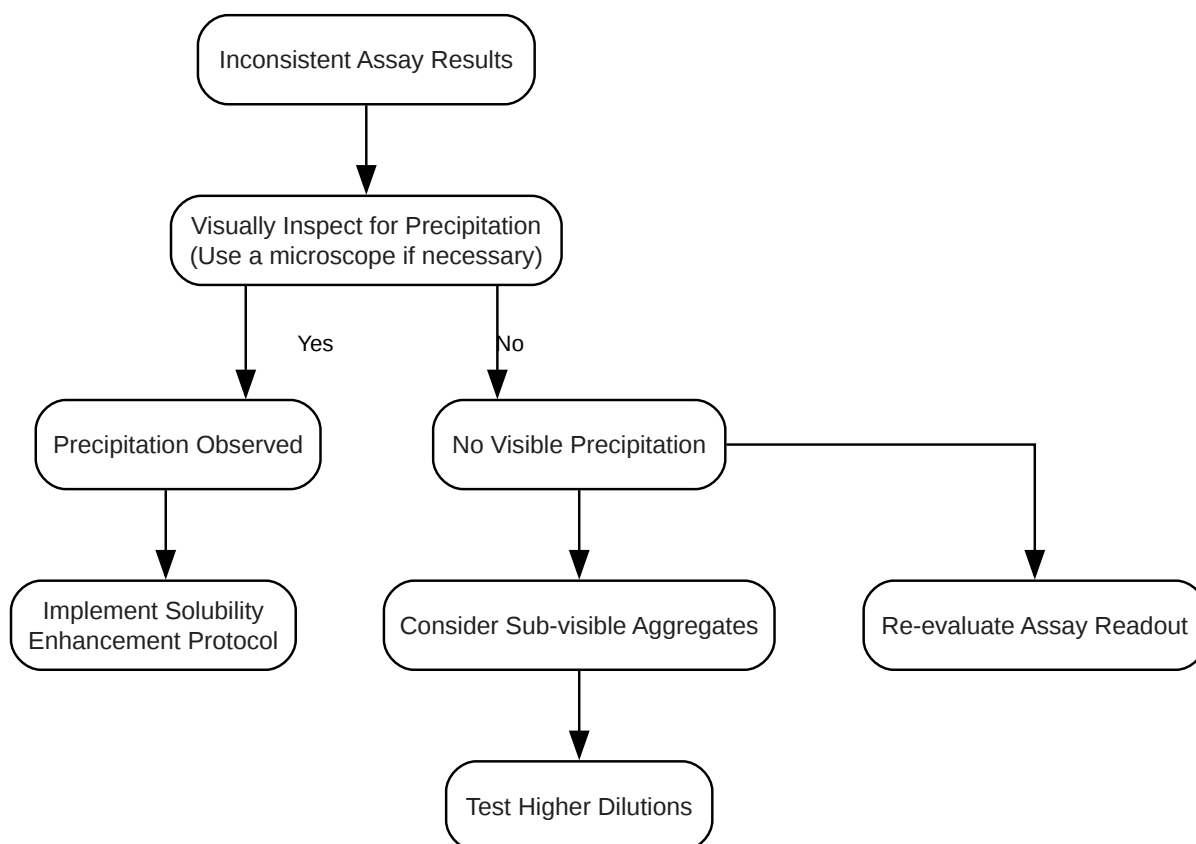 Inconsistent Assay Results
Visually Inspect for Precipitation
(Use a microscope if necessary)
Yes
No
Precipitation Observed
No Visible Precipitation
Implement Solubility
Enhancement Protocol
Consider Sub-visible Aggregates
Re-evaluate Assay Readout
Test Higher Dilutions